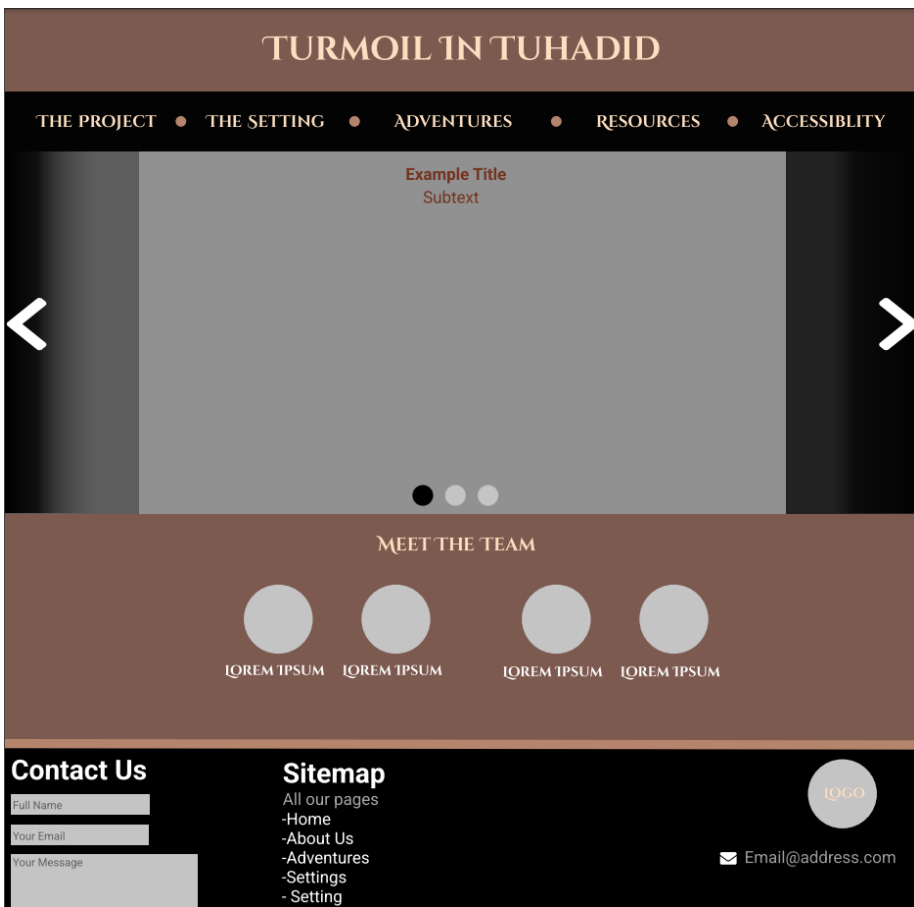 Turmoil In Tuhadid
The Project • The Setting • Adventures • Resources • Accessiblity
Example Title
Subtext
Meet The Team
Lorem Ipsum Lorem Ipsum Lorem Ipsum Lorem Ipsum
Contact Us
Full Name
Your Email
Your Message
Sitemap
All our pages
-Home
-About Us
-Adventures
-Settings
- Setting
Logo
Email@address.com